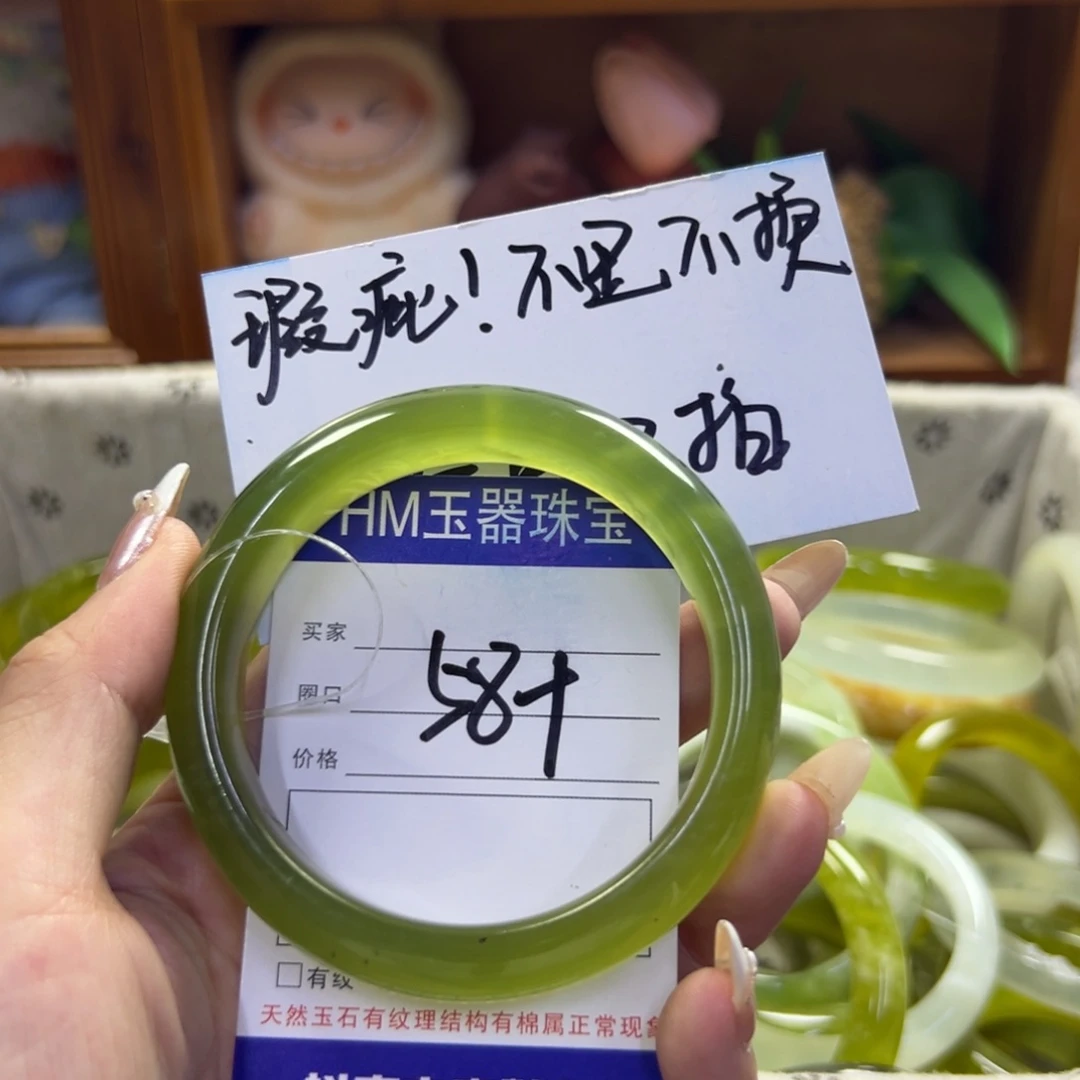 瑕疵!不退不换
拍
HM玉器珠宝
买家
圈口
58+
价格
有纹
天然玉石有纹理结构有棉属正常现象